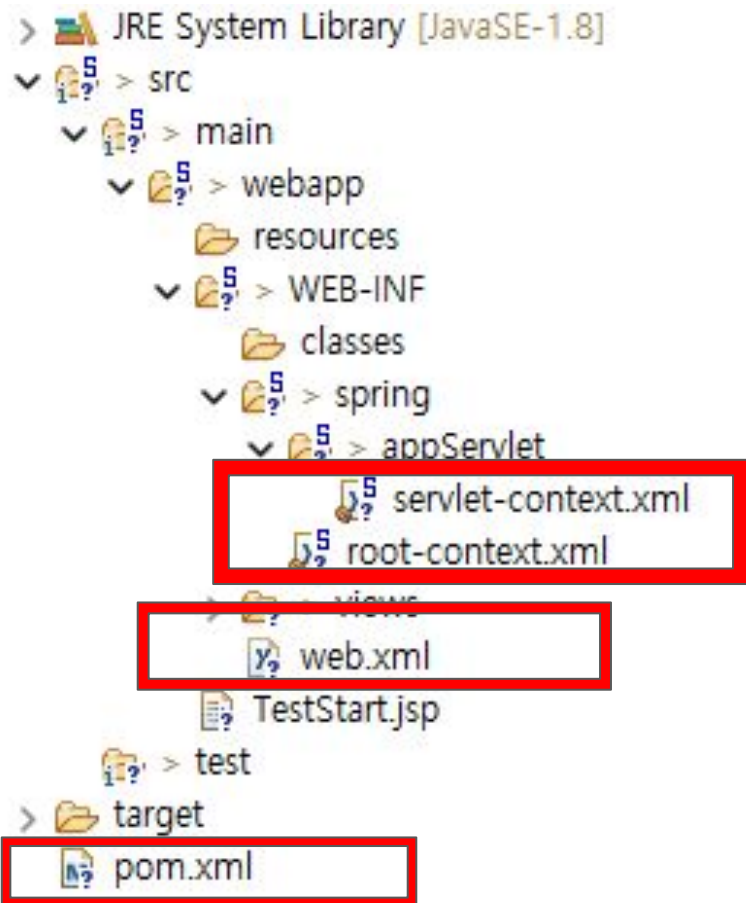 JRE System Library [JavaSE-1.8]
> src
> main
> webapp
resources
> WEB-INF
classes
> spring
> appServlet
servlet-context.xml
root-context.xml
views
web.xml
TestStart.jsp
> test
target
pom.xml